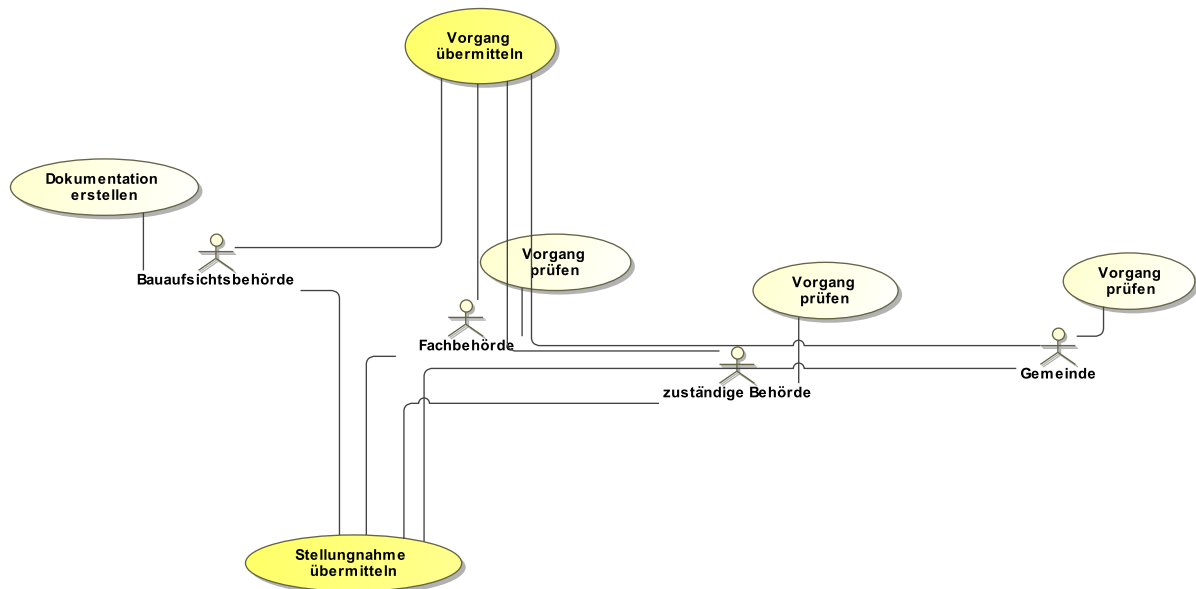 Vorgang
übermitteln
Dokumentation
erstellen
Bauaufsichtsbehörde
Vorgang
prüfen
Fachbehörde
Vorgang
prüfen
zuständige Behörde
Vorgang
prüfen
Gemeinde
Stellungnahme
übermitteln